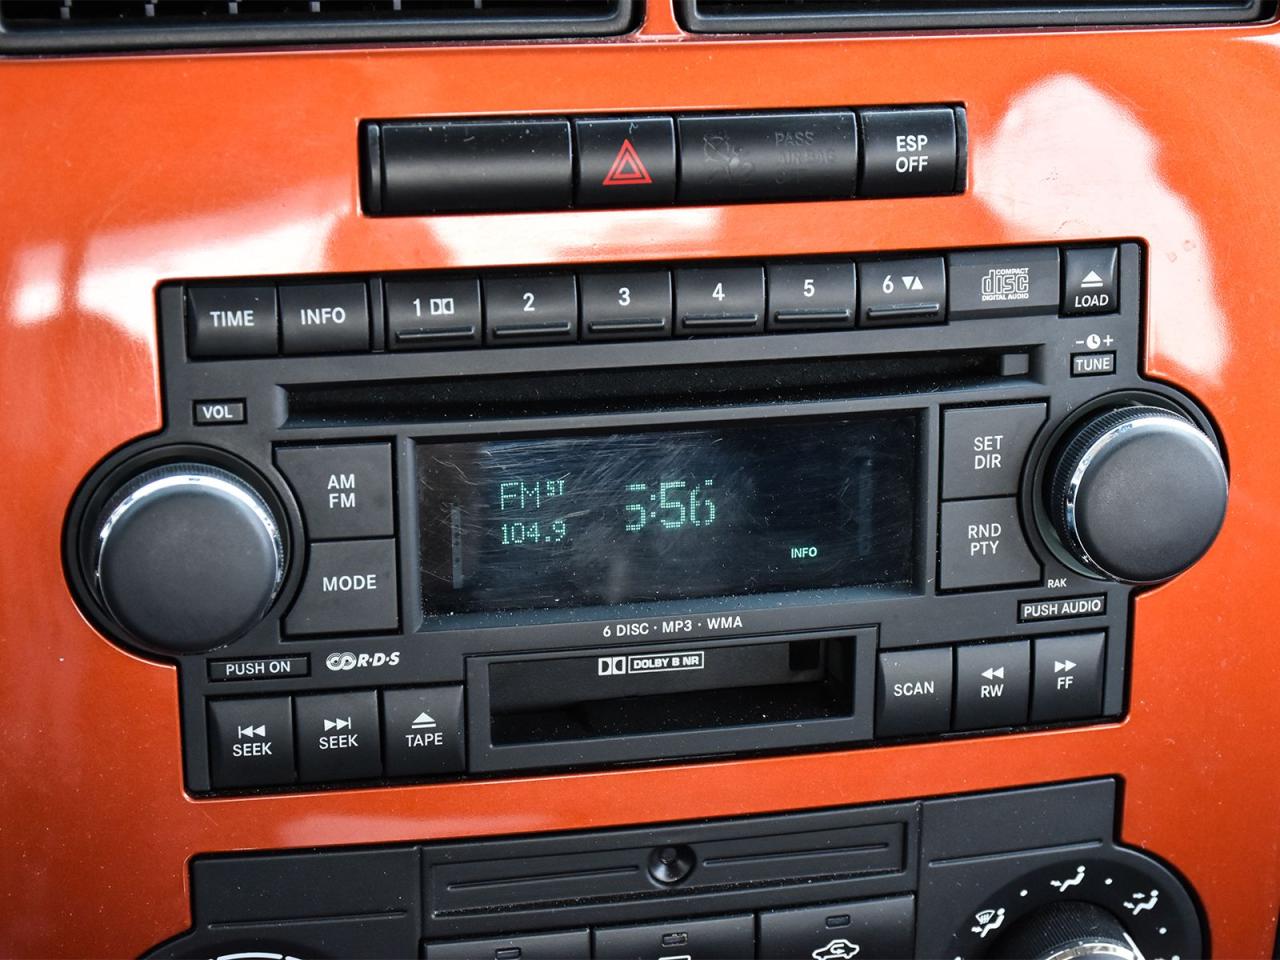 PASS
AIRBAG
OFF
ESP
OFF
TIME
INFO
1
2
3
4
5
6
COMPACT
disc
DIGITAL AUDIO
LOAD
- +
TUNE
VOL
AM
FM
MODE
FM ST
104.9
5:56
INFO
SET
DIR
RND
PTY
RAK
PUSH AUDIO
6 DISC · MP3 · WMA
PUSH ON
R·D·S
DOLBY B NR
SEEK
SEEK
TAPE
SCAN
RW
FF